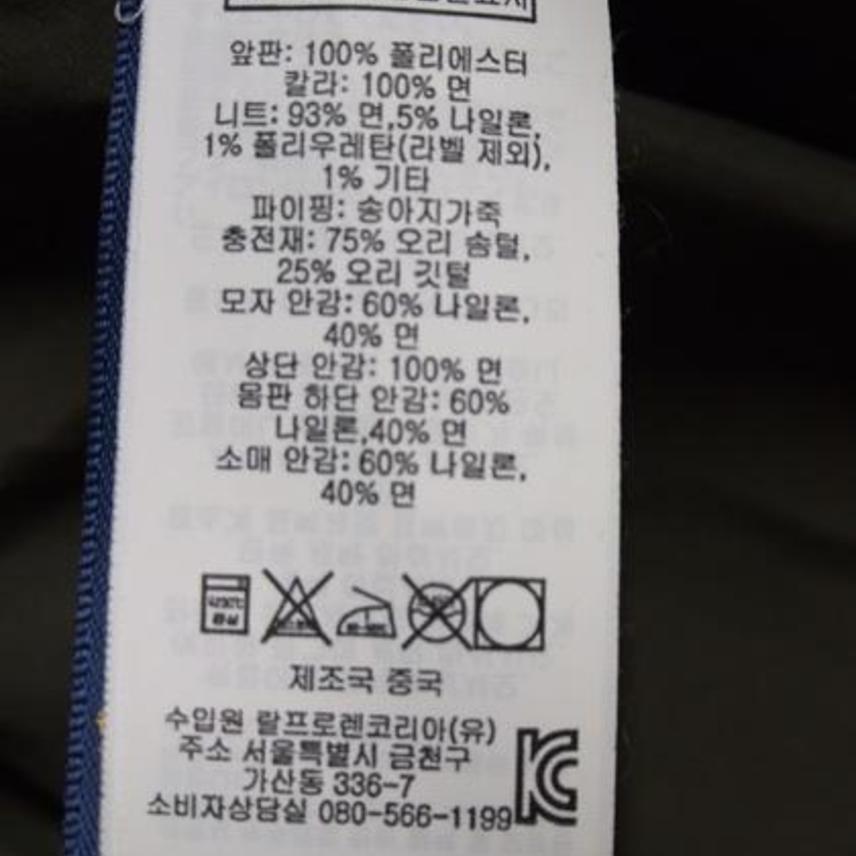 앞판: 100% 폴리에스터
칼라: 100% 면
니트: 93% 면,5% 나일론,
1% 폴리우레탄(라벨 제외),
1% 기타
파이핑: 송아지가죽
충전재: 75% 오리 솜털,
25% 오리 깃털
모자 안감: 60% 나일론,
40% 면
상단 안감: 100% 면
몸판 하단 안감: 60%
나일론,40% 면
소매 안감: 60% 나일론,
40% 면
제조국 중국
수입원 랄프로렌코리아(유)
주소 서울특별시 금천구
가산동 336-7
소비자상담실 080-566-1199